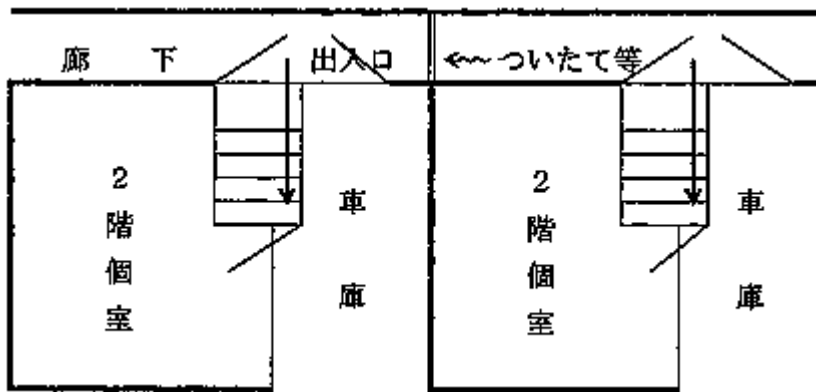 廊 下
出入口
←〜ついたて等
2階個室
車庫
2階個室
車庫